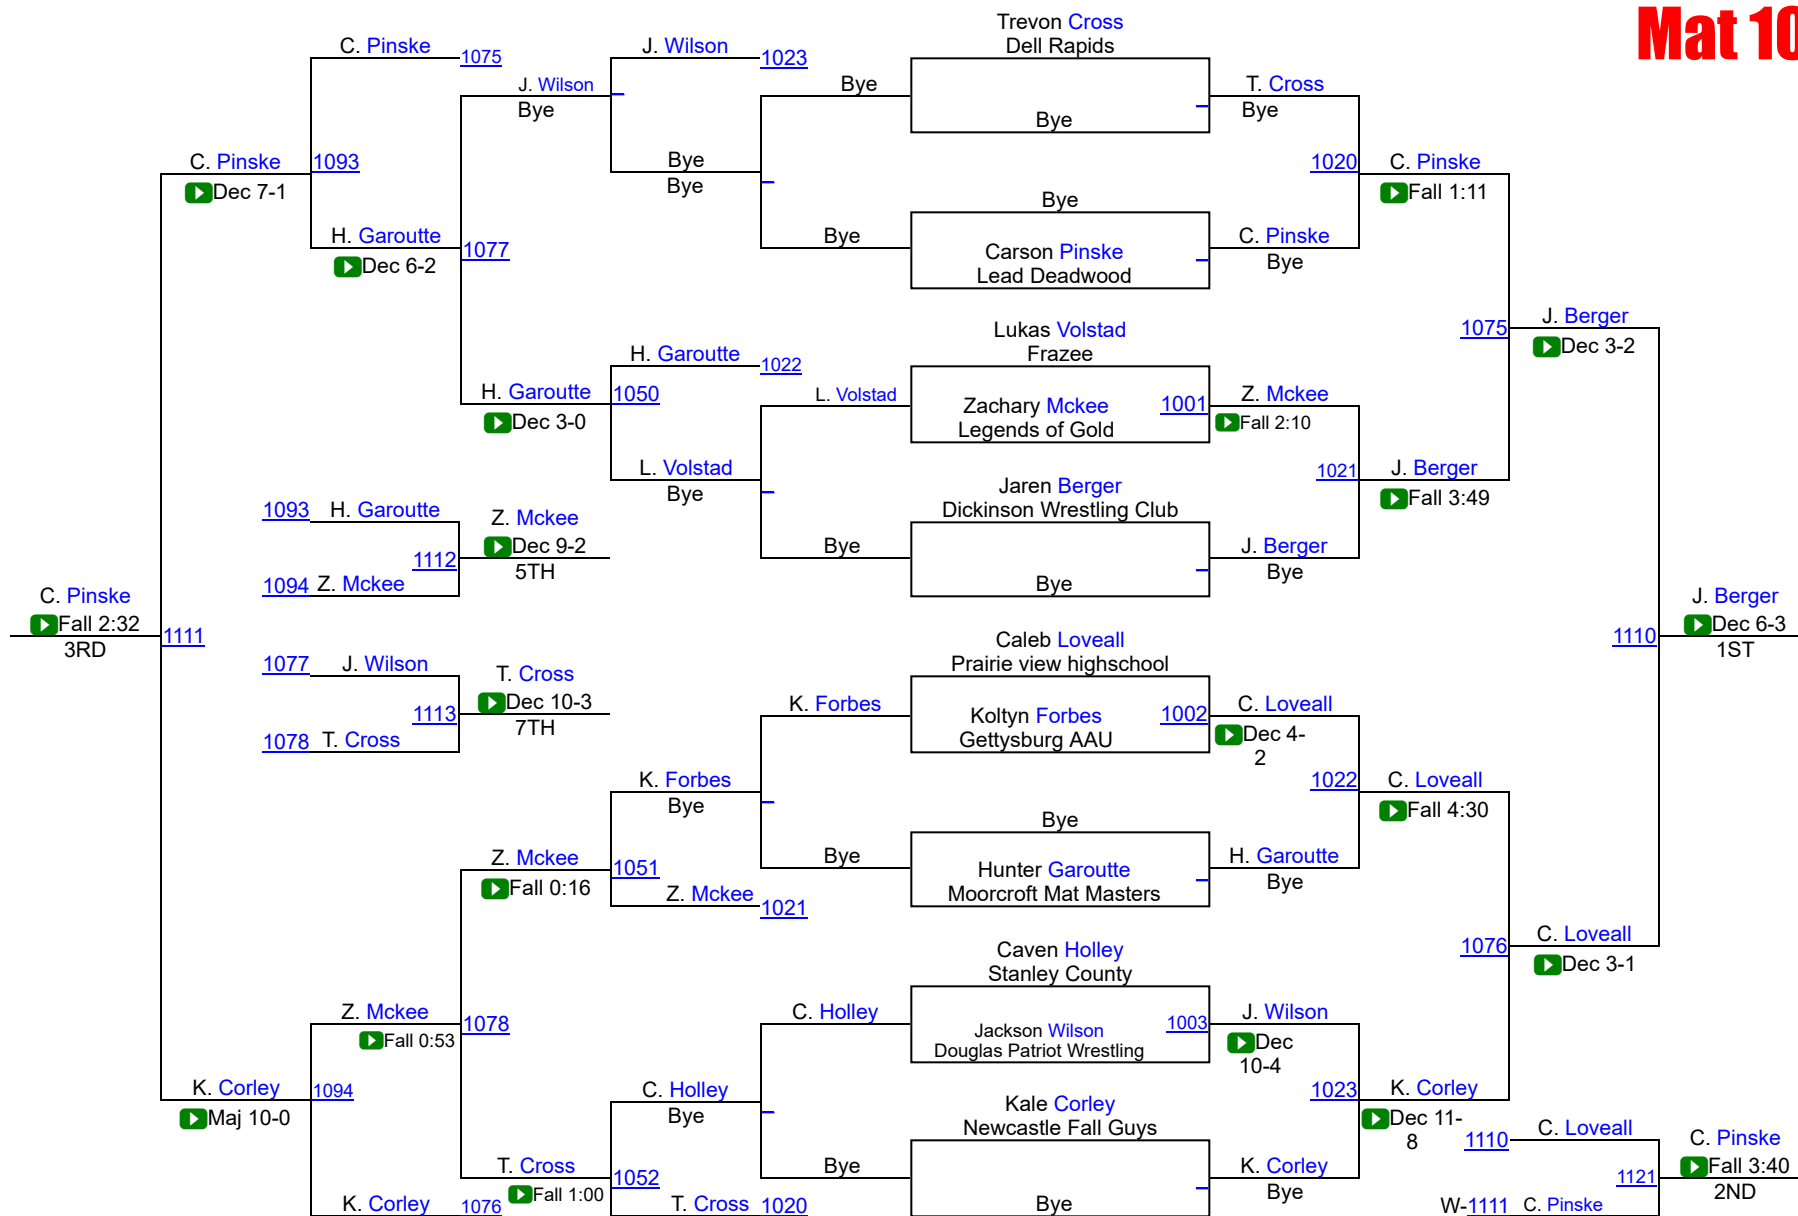 Mat 10
Trevon Cross
Dell Rapids
Bye
C. Pinske
1075
J. Wilson
1023
J. Wilson
Bye
Bye
T. Cross
Bye
Bye
Bye
C. Pinske
Dec 7-1
1093
1020
C. Pinske
Fall 1:11
H. Garoutte
Dec 6-2
1077
Bye
Bye
Carson Pinske
Lead Deadwood
C. Pinske
Bye
Lukas Volstad
Frazee
1075
J. Berger
Dec 3-2
H. Garoutte
1022
H. Garoutte
Dec 3-0
1050
L. Volstad
Zachary Mckee
Legends of Gold
1001
Z. Mckee
Fall 2:10
L. Volstad
Bye
1021
J. Berger
Fall 3:49
Jaren Berger
Dickinson Wrestling Club
1093
H. Garoutte
Z. Mckee
Dec 9-2
5TH
1112
1094
Z. Mckee
Bye
Bye
J. Berger
Bye
C. Pinske
Fall 2:32
3RD
1111
1110
J. Berger
Dec 6-3
1ST
Caleb Loveall
Prairie view highschool
1077
J. Wilson
T. Cross
Dec 10-3
7TH
1113
1078
T. Cross
K. Forbes
Koltyn Forbes
Gettysburg AAU
1002
C. Loveall
Dec 4-
2
K. Forbes
Bye
1022
C. Loveall
Fall 4:30
Bye
Z. Mckee
Fall 0:16
1051
Bye
Hunter Garoutte
Moorcroft Mat Masters
H. Garoutte
Bye
Z. Mckee
1021
1076
C. Loveall
Dec 3-1
Caven Holley
Stanley County
Z. Mckee
Fall 0:53
1078
C. Holley
Jackson Wilson
Douglas Patriot Wrestling
1003
J. Wilson
Dec
10-4
K. Corley
Maj 10-0
1094
C. Holley
Bye
1023
K. Corley
Dec 11-
8
Kale Corley
Newcastle Fall Guys
1110
C. Loveall
C. Pinske
Fall 3:40
2ND
T. Cross
Fall 1:00
1052
Bye
K. Corley
Bye
1121
K. Corley
1076
T. Cross
1020
Bye
W-1111
C. Pinske